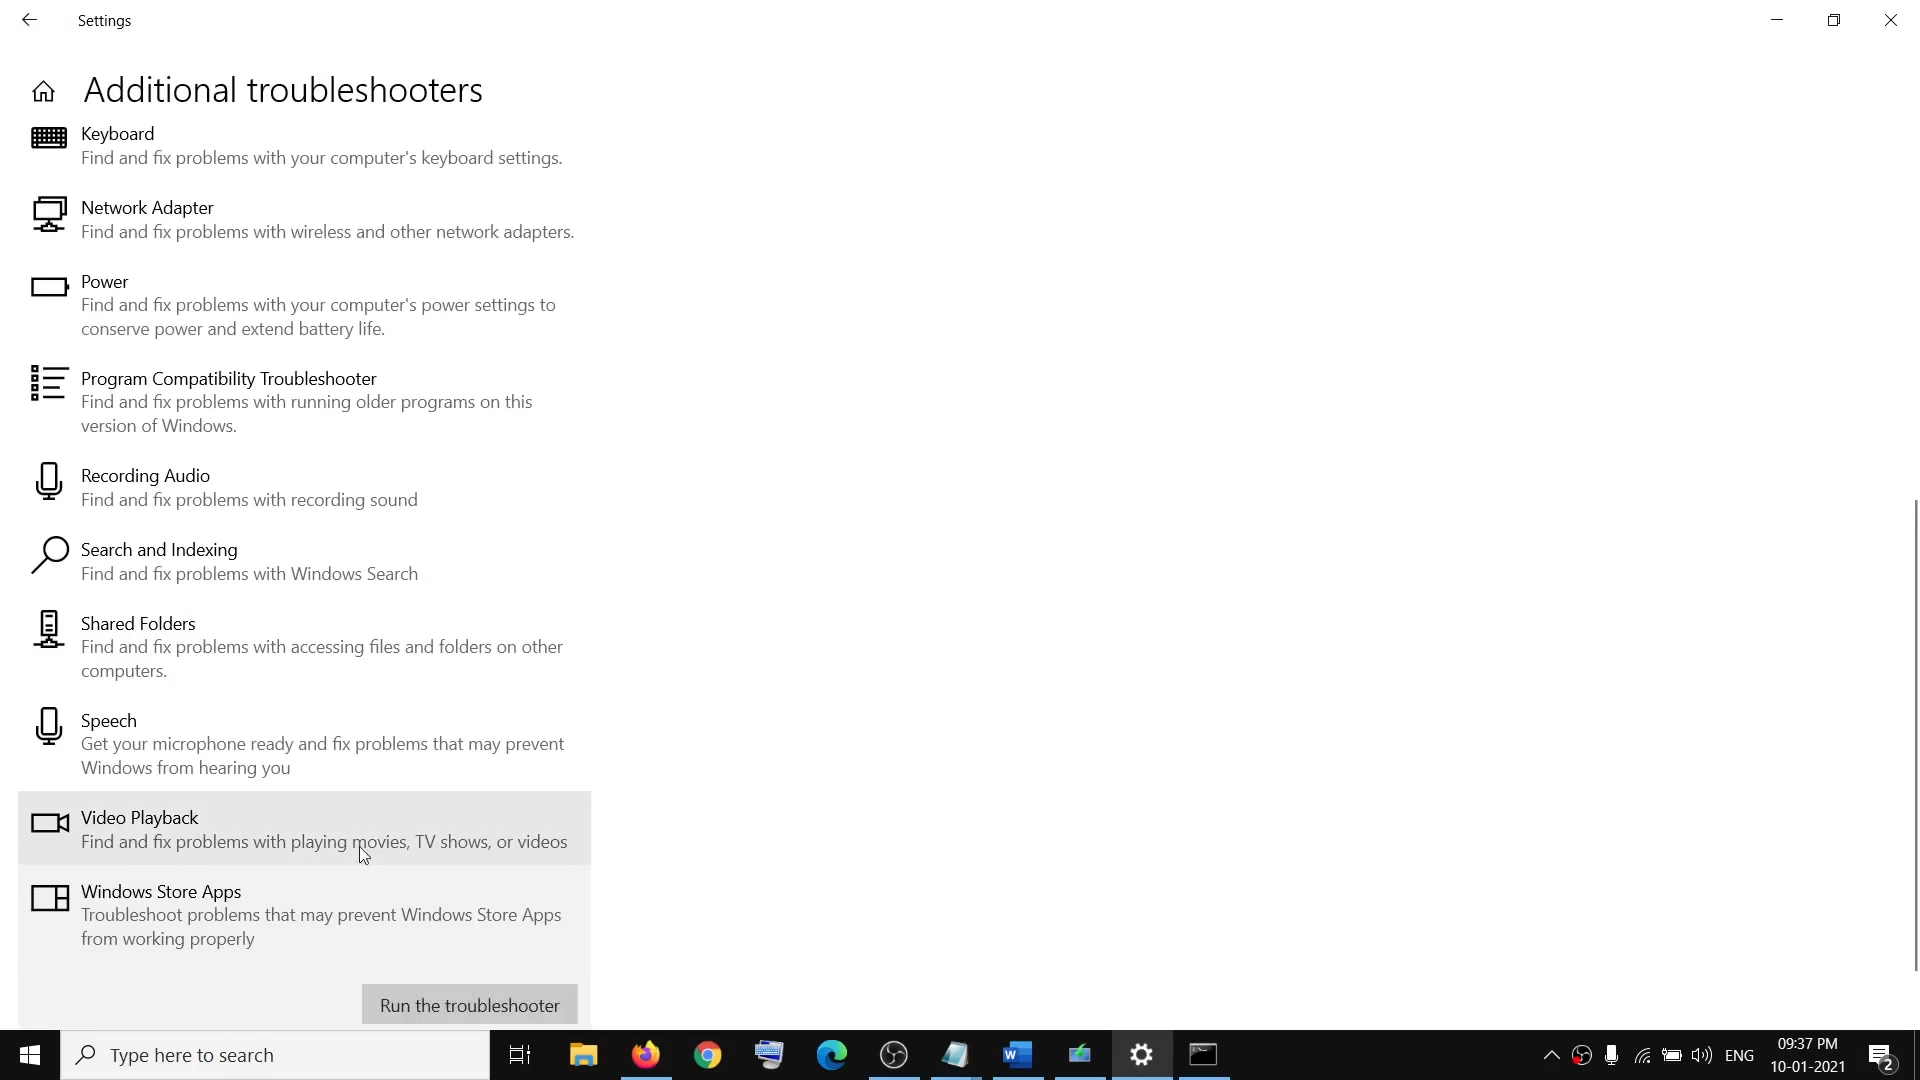 Settings
Additional troubleshooters
Keyboard
Find and fix problems with your computer's keyboard settings.
Network Adapter
Find and fix problems with wireless and other network adapters.
Power
Find and fix problems with your computer's power settings to
conserve power and extend battery life.
Program Compatibility Troubleshooter
Find and fix problems with running older programs on this
version of Windows.
Recording Audio
Find and fix problems with recording sound
Search and Indexing
Find and fix problems with Windows Search
Shared Folders
Find and fix problems with accessing files and folders on other
computers.
Speech
Get your microphone ready and fix problems that may prevent
Windows from hearing you
Video Playback
Find and fix problems with playing movies, TV shows, or videos
Windows Store Apps
Troubleshoot problems that may prevent Windows Store Apps
from working properly
Run the troubleshooter
Type here to search
W
ENG
09:37 PM
10-01-2021
2